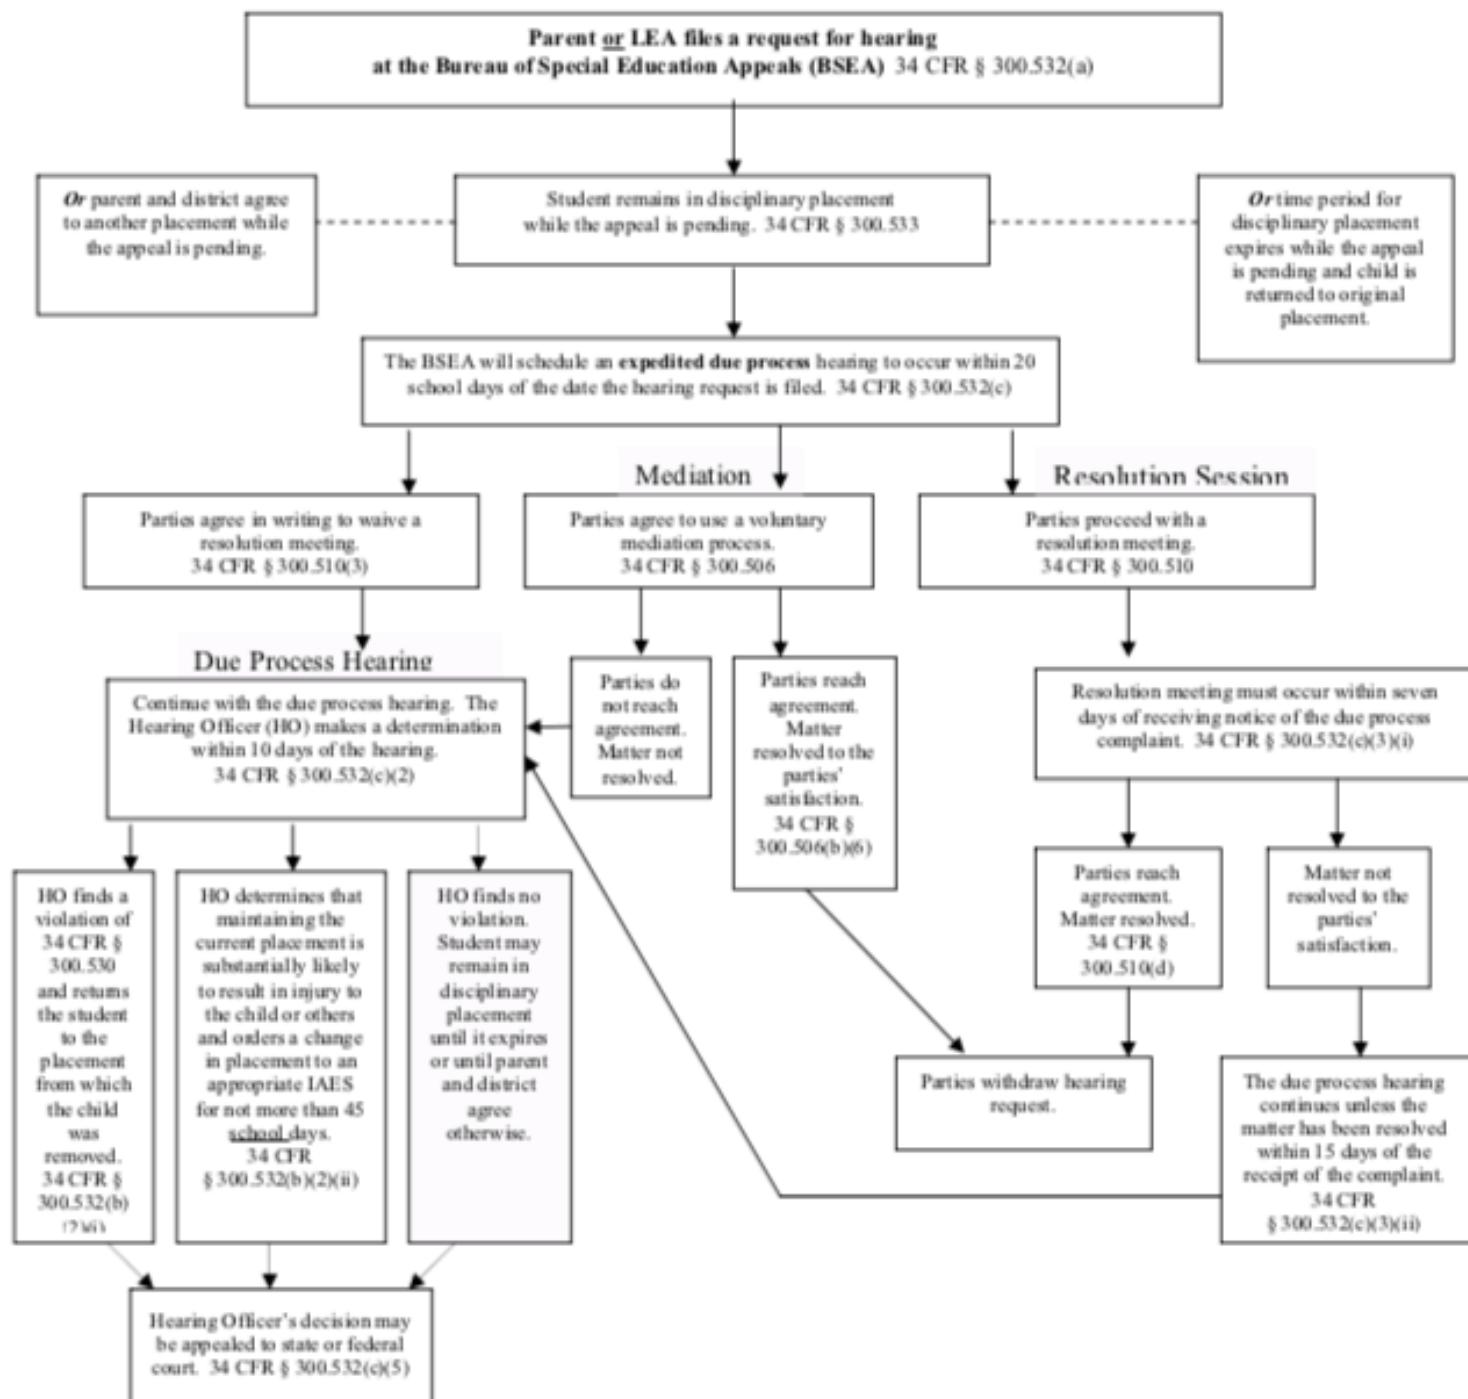 Parent or LEA files a request for hearing
at the Bureau of Special Education Appeals (BSEA) 34 CFR § 300.532(a)
Or parent and district agree
to another placement while
the appeal is pending.
Student remains in disciplinary placement
while the appeal is pending. 34 CFR § 300.533
Or time period for
disciplinary placement
expires while the appeal
is pending and child is
returned to original
placement.
The BSEA will schedule an expedited due process hearing to occur within 20
school days of the date the hearing request is filed. 34 CFR § 300.532(c)
Mediation
Resolution Session
Parties agree in writing to waive a
resolution meeting.
34 CFR § 300.510(3)
Parties agree to use a voluntary
mediation process.
34 CFR § 300.506
Parties proceed with a
resolution meeting.
34 CFR § 300.510
Due Process Hearing
Continue with the due process hearing. The
Hearing Officer (HO) makes a determination
within 10 days of the hearing.
34 CFR § 300.532(c)(2)
Parties do
not reach
agreement.
Matter not
resolved.
Parties reach
agreement.
Matter
resolved to the
parties'
satisfaction.
34 CFR §
300.506(b)(6)
Resolution meeting must occur within seven
days of receiving notice of the due process
complaint. 34 CFR § 300.532(c)(3)(i)
Parties reach
agreement.
Matter resolved.
34 CFR §
300.510(d)
Matter not
resolved to the
parties'
satisfaction.
HO finds a
violation of
34 CFR §
300.530
and returns
the student
to the
placement
from which
the child
was
removed.
34 CFR §
300.532(b)
(2)(i)
HO determines that
maintaining the
current placement is
substantially likely
to result in injury to
the child or others
and orders a change
in placement to an
appropriate IAES
for not more than 45
school days.
34 CFR
§ 300.532(b)(2)(ii)
HO finds no
violation.
Student may
remain in
disciplinary
placement
until it expires
or until parent
and district
agree
otherwise.
Parties withdraw hearing
request.
The due process hearing
continues unless the
matter has been resolved
within 15 days of the
receipt of the complaint.
34 CFR
§ 300.532(c)(3)(ii)
Hearing Officer's decision may
be appealed to state or federal
court. 34 CFR § 300.532(c)(5)